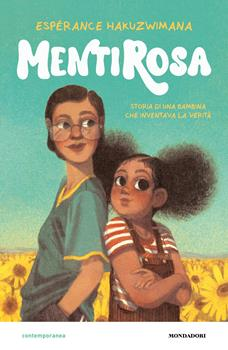 ESPÉRANCE HAKUZWIMANA
MENTIROSA
STORIA DI UNA BAMBINA
CHE INVENTAVA LA VERITÀ
contemporanea
MONDADORI